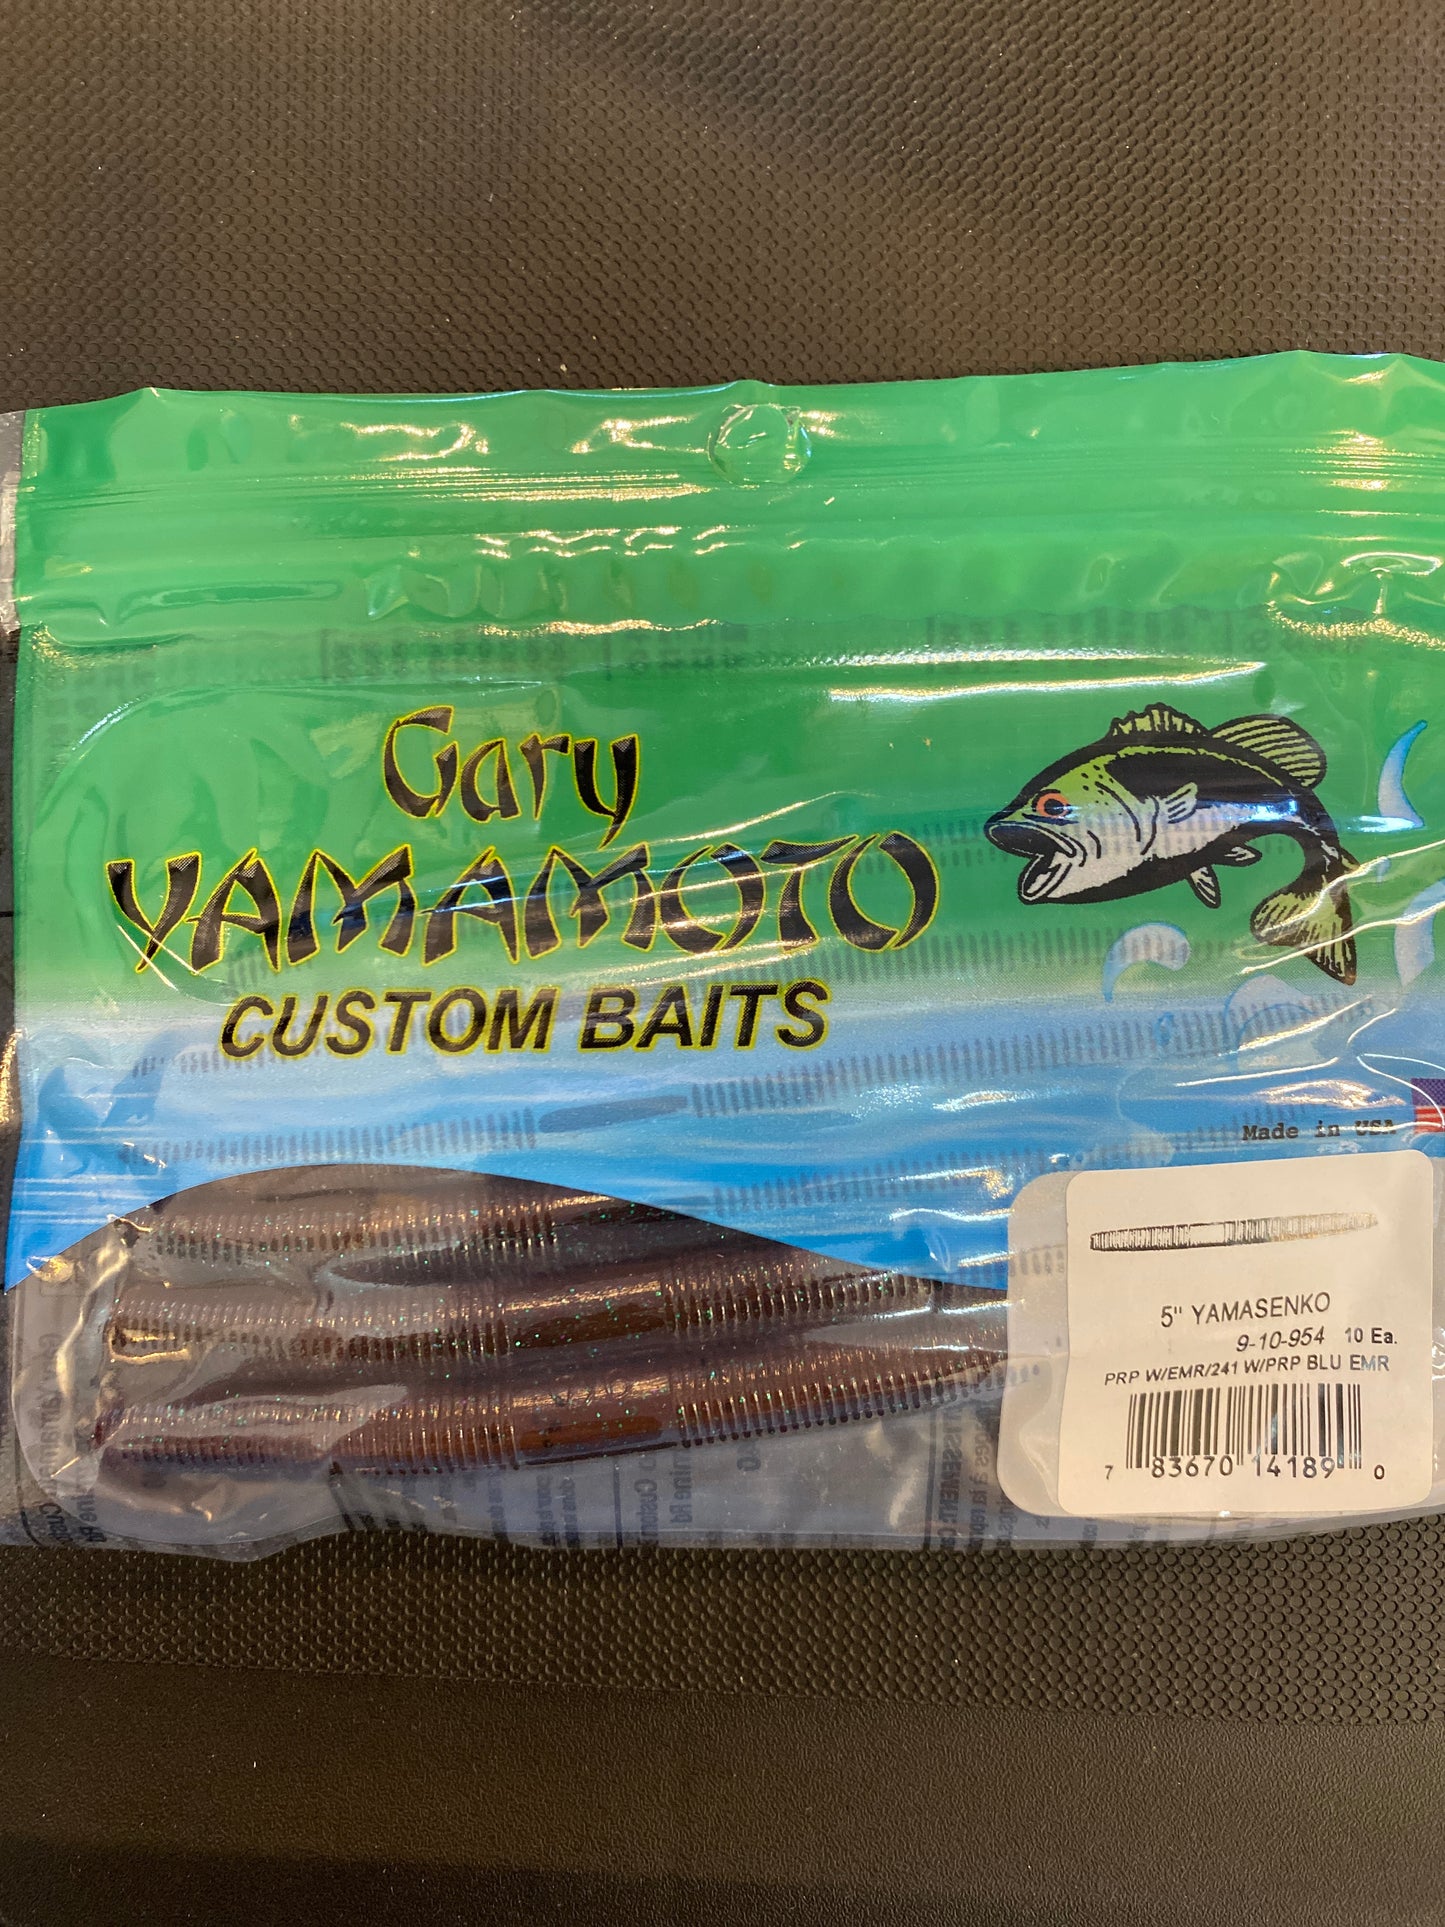 Gary
YAMAMOTO
CUSTOM BAITS
Made in USA
5" YAMASENKO
9-10-954 10 Ea.
PRP W/EMR/241 W/PRP BLU EMR
7 83670 14189 0